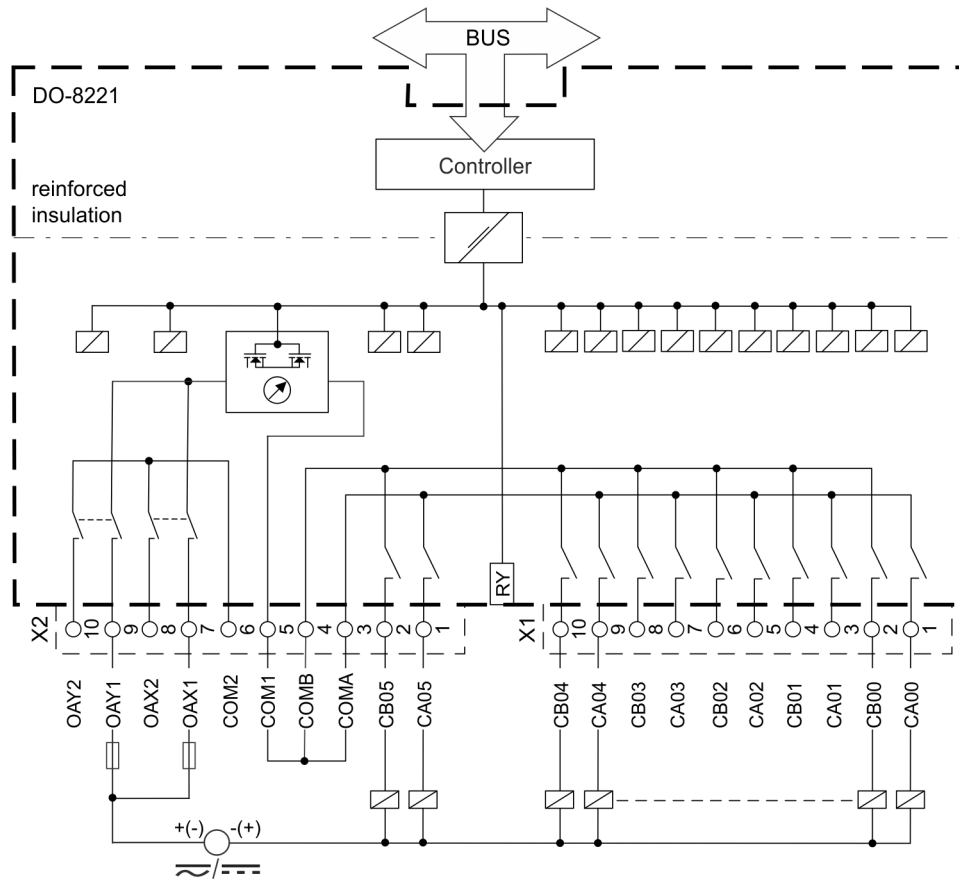 BUS
DO-8221
Controller
reinforced
insulation
RY
X2
10
9
8
7
6
5
4
3
2
1
X1
10
9
8
7
6
5
4
3
2
1
OAY2
OAY1
OAX2
OAX1
COM2
COM1
COMB
COMA
CB05
CA05
CB04
CA04
CB03
CA03
CB02
CA02
CB01
CA01
CB00
CA00
+(-)
-(+)